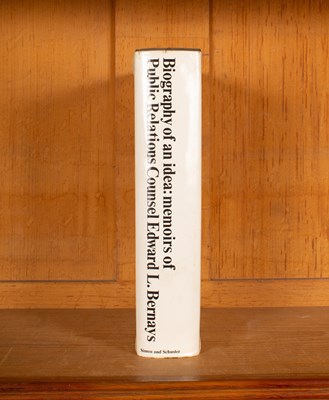 Biography of an idea: memoirs of
Public Relations Counsel Edward L. Bernays
Simon and Schuster